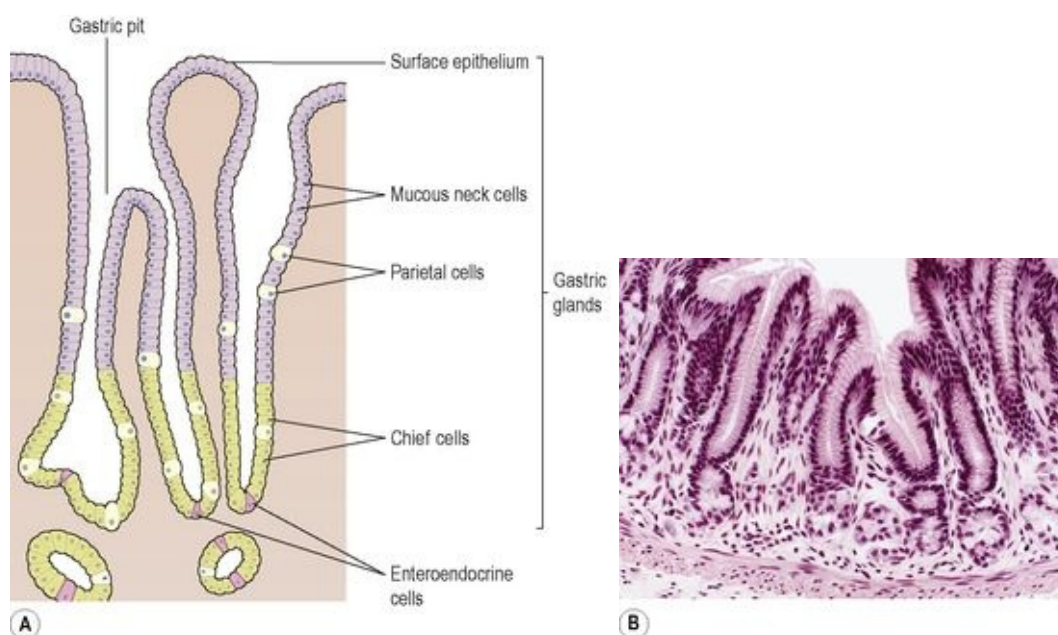 Gastric pit
Surface epithelium
Mucous neck cells
Parietal cells
Gastric
glands
Chief cells
Enteroendocrine
cells
A
B